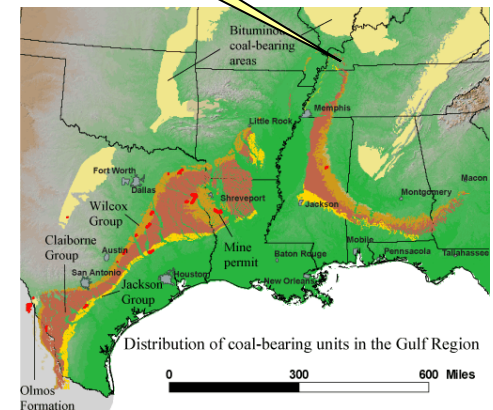 Bituminous
coal-bearing
areas
Memphis
Little Rock
Fort Worth
Dallas
Macon
Wilcox
Group
Shreveport
Montgomery
Jackson
Claiborne
Group
Mine
permit
Austin
Mobile
Baton Rouge
Pensacola
Tallahassee
San Antonio
Houston
New Orleans
Jackson
Group
Distribution of coal-bearing units in the Gulf Region
0 300 600 Miles
Olmos
Formation